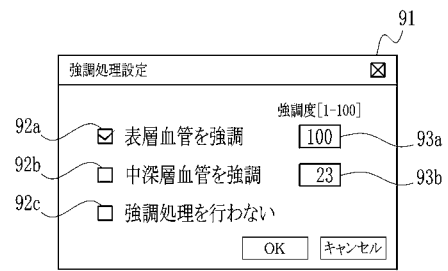 91
強調処理設定
強調度[1-100]
92a 表層血管を強調 100 93a
92b 中深層血管を強調 23 93b
92c 強調処理を行わない
OK キャンセル